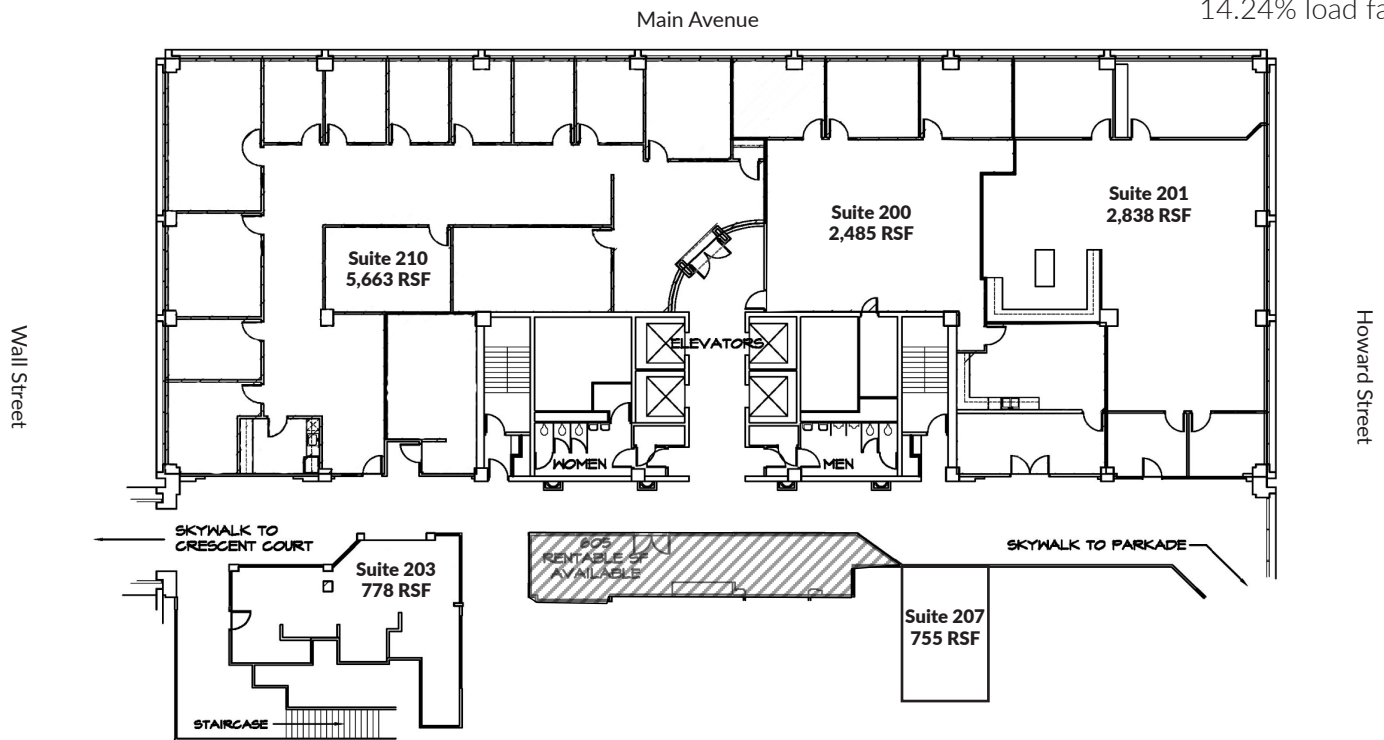 14.24% load fa
Main Avenue
Suite 201
2,838 RSF
Suite 200
2,485 RSF
Suite 210
5,663 RSF
Wall Street
Howard Street
ELEVATORS
WOMEN
MEN
SKYWALK TO
CRESCENT COURT
605
RENTABLE SF
AVAILABLE
SKYWALK TO PARKADE
Suite 203
778 RSF
Suite 207
755 RSF
STAIRCASE